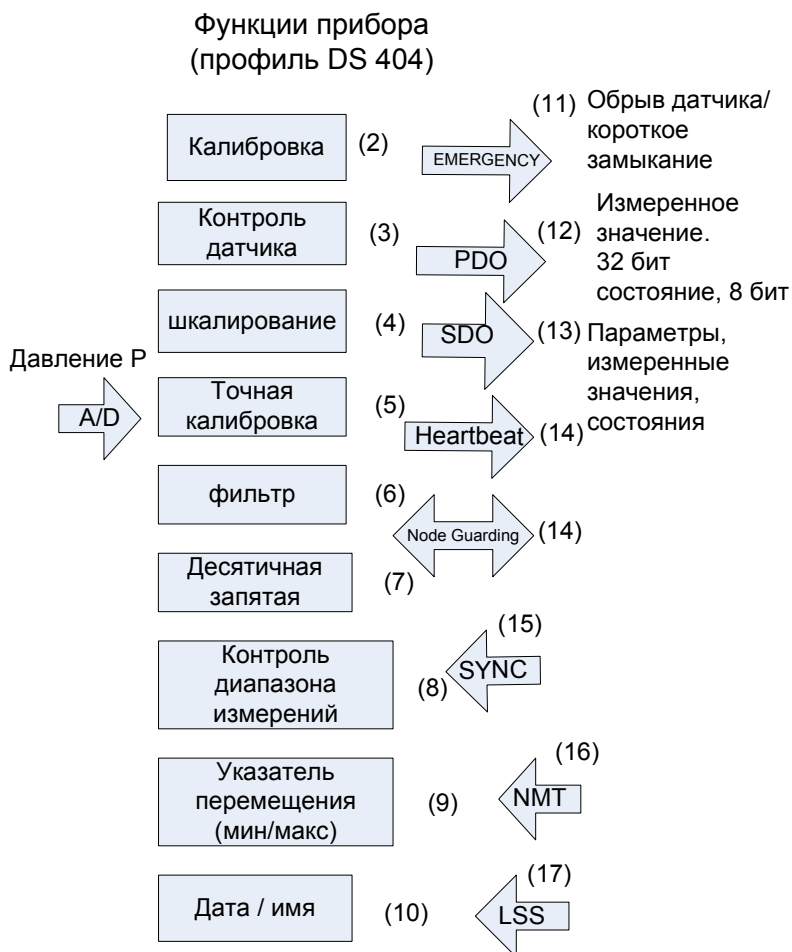 Функции прибора
(профиль DS 404)
Калибровка
(2)
EMERGENCY
(11)
Обрыв датчика/
короткое
замыкание
Контроль
датчика
(3)
PDO
(12)
Измеренное
значение.
32 бит
состояние, 8 бит
шкалирование
(4)
SDO
(13)
Параметры,
измеренные
значения,
состояния
Давление P
A/D
Точная
калибровка
(5)
Heartbeat
(14)
фильтр
(6)
Node Guarding
(14)
Десятичная
запятая
(7)
Контроль
диапазона
измерений
(8)
(15)
SYNC
Указатель
перемещения
(мин/макс)
(9)
(16)
NMT
Дата / имя
(10)
(17)
LSS